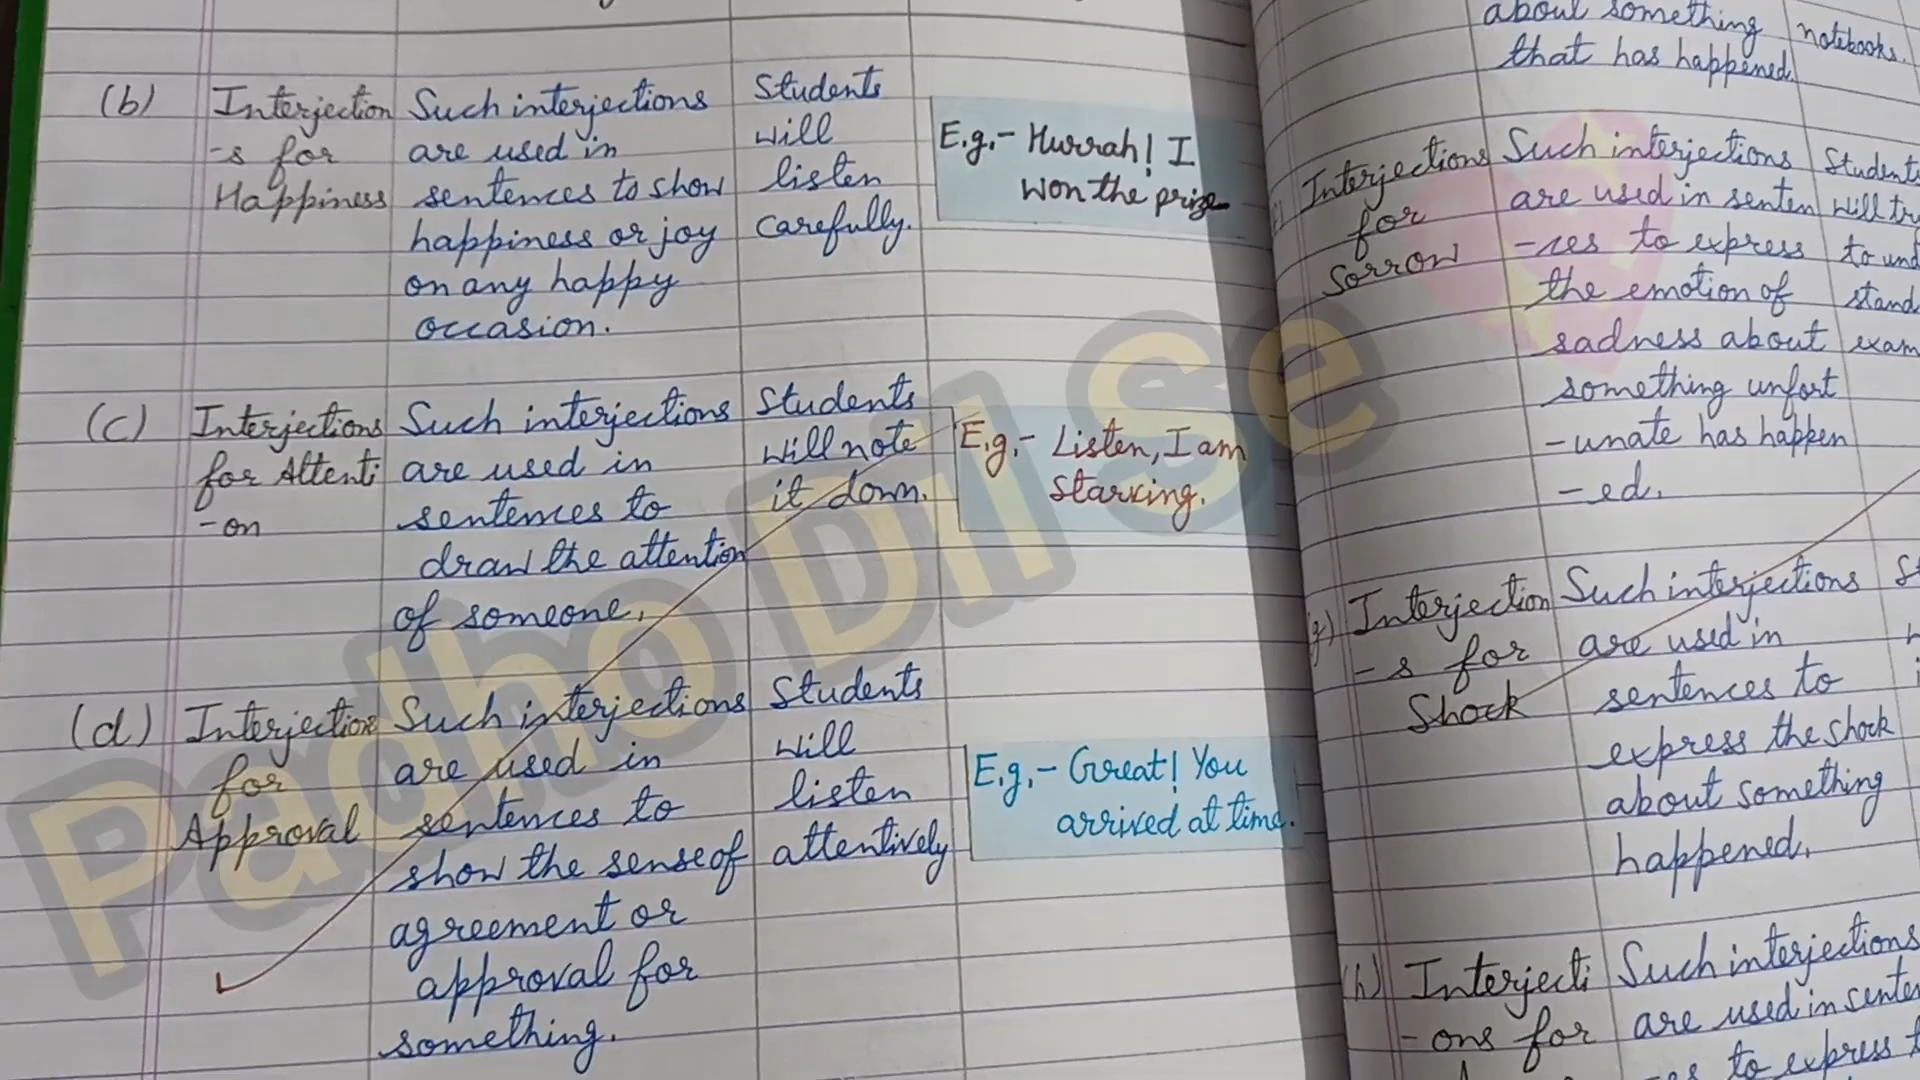 (b)
Interjection
-s for
Happiness
Such interjections
are used in
sentences to show
happiness or joy
on any happy
occasion.
Students
will
listen
carefully.
E.g.- Hurrah! I
won the prize
(c)
Interjections
for Attenti
-on
Such interjections
are used in
sentences to
draw the attention
of someone.
Students
will note
it down.
E.g.- Listen, I am
starving.
(d)
Interjection
for
Approval
Such interjections
are used in
sentences to
show the sense of
agreement or
approval for
something.
Students
will
listen
attentively
E.g.- Great! You
arrived at time.
about something
that has happened.
notebooks.
Interjections
for
Sorrow
Such interjections
are used in senten
-ces to express
the emotion of
sadness about
something unfort
-unate has happen
-ed.
Interjection
-s for
Shock
Such interjections
are used in
sentences to
express the shock
about something
happened.
(h)
Interjecti
-ons for
Such interjections
are used in
to express
Padho Dil Se